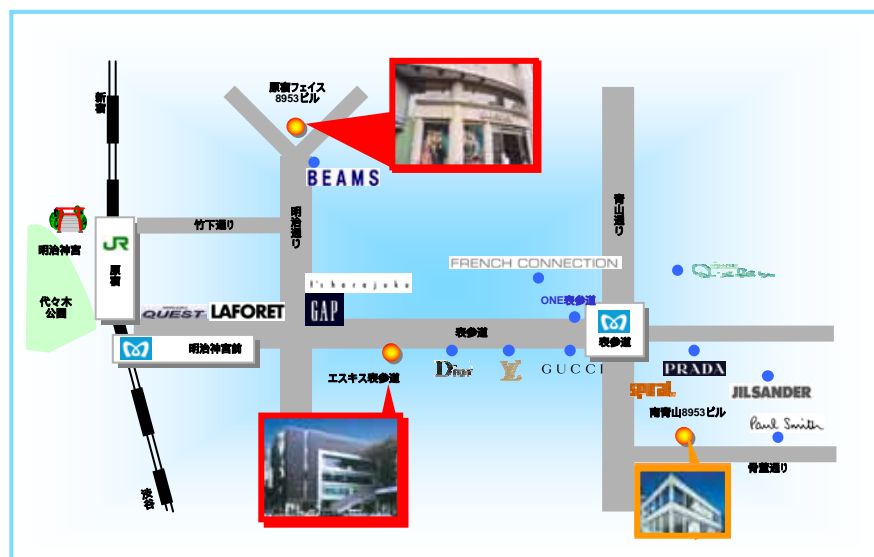 新宿
原宿フェイス
8953ビル
BEAMS
明治通り
青山通り
竹下通り
明治神宮
JR
原宿
代々木
公園
FRENCH CONNECTION
QUEST
LAFORET
GAP
ONE表参道
表参道
表参道
明治神宮前
エスキス表参道
Dior
LV
GUCCI
PRADA
spiral
JILSANDER
南青山8953ビル
Paul Smith
骨董通り
渋谷